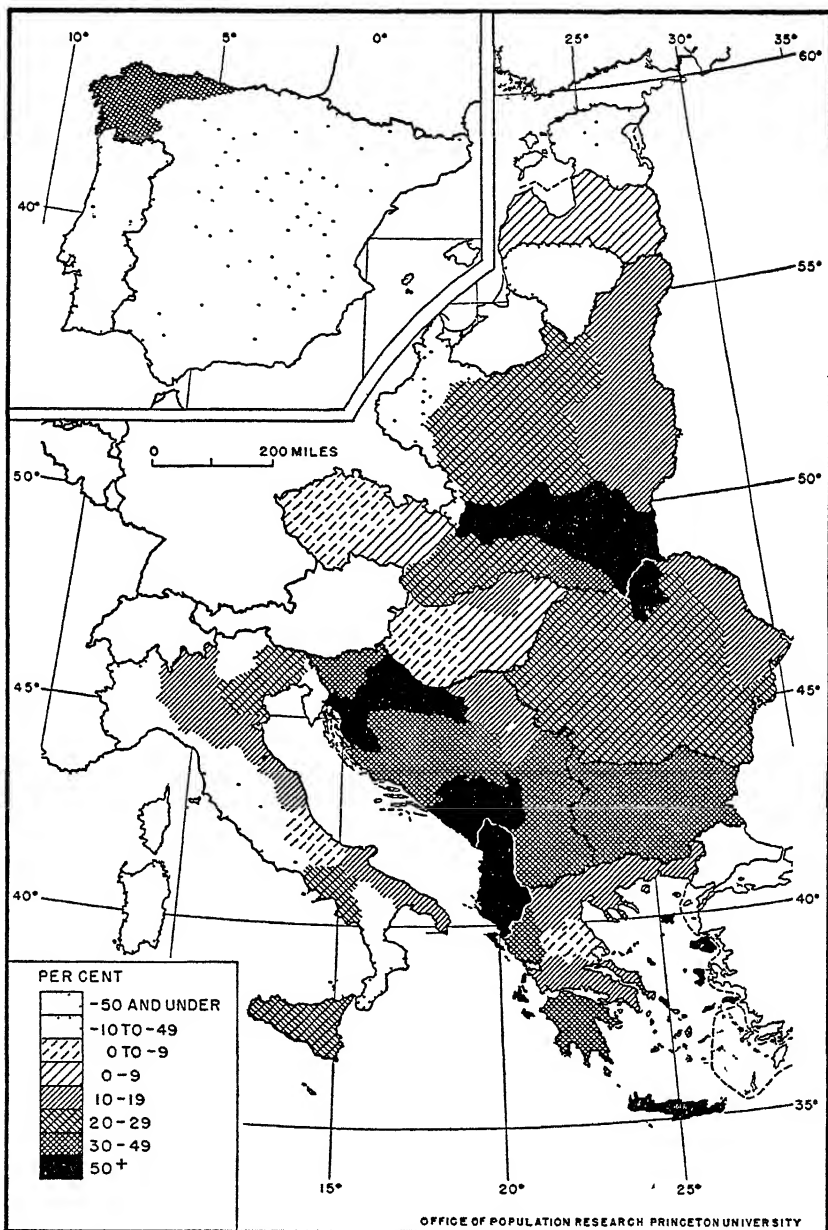 10° 5° 0° 25° 30° 35°
60°
40°
55°
0 200 MILES
50°
50°
45°
45°
40°
40°
PER CENT
-50 AND UNDER
-10 TO -49
0 TO -9
0-9
10-19
20-29
30-49
50+
35°
15° 20° 25°
OFFICE OF POPULATION RESEARCH PRINCETON UNIVERSITY